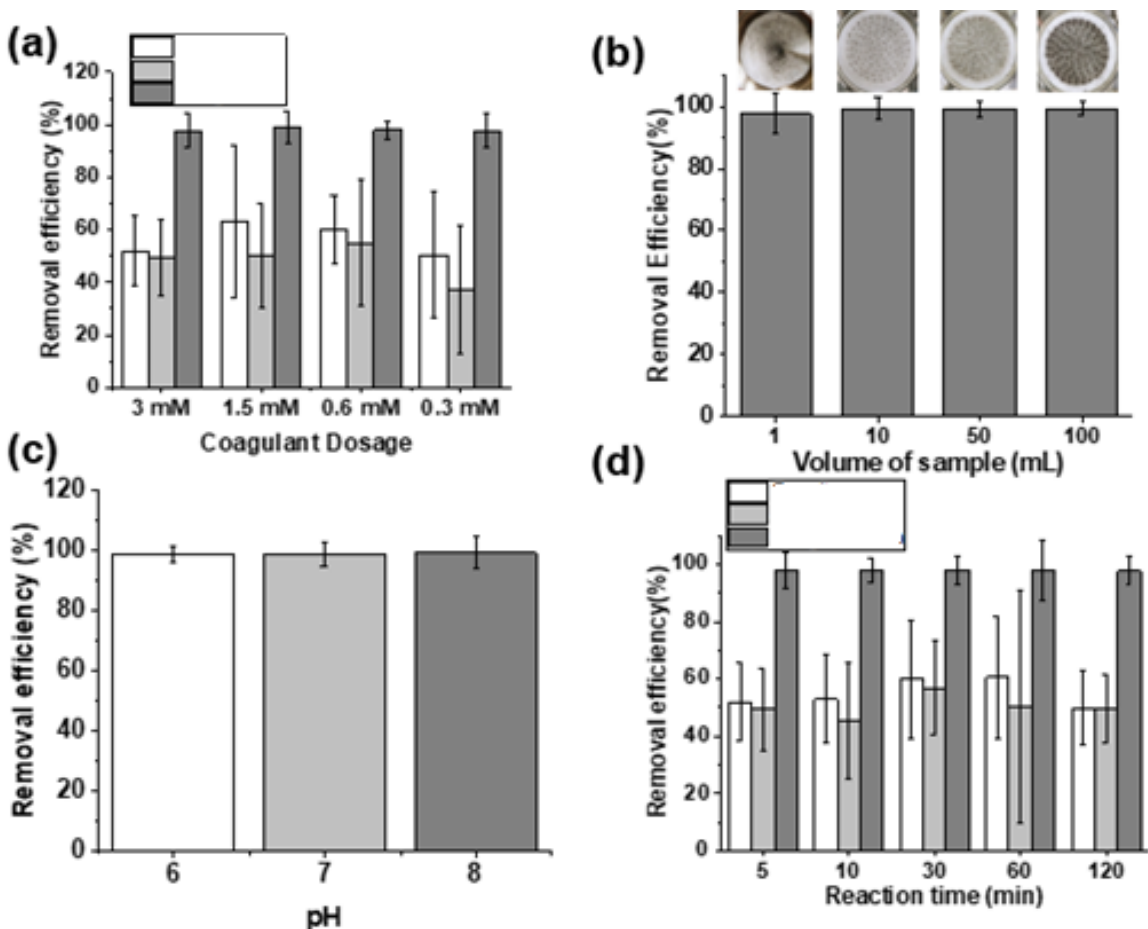 (a)
120
100
80
60
40
20
0
Removal efficiency (%)
3 mM 1.5 mM 0.6 mM 0.3 mM
Coagulant Dosage
(b)
100
80
60
40
20
0
Removal Efficiency(%)
1 10 50 100
Volume of sample (mL)
(c)
120
100
80
60
40
20
0
Removal efficiency (%)
6 7 8
pH
(d)
100
80
60
40
20
0
Removal efficiency(%)
5 10 30 60 120
Reaction time (min)